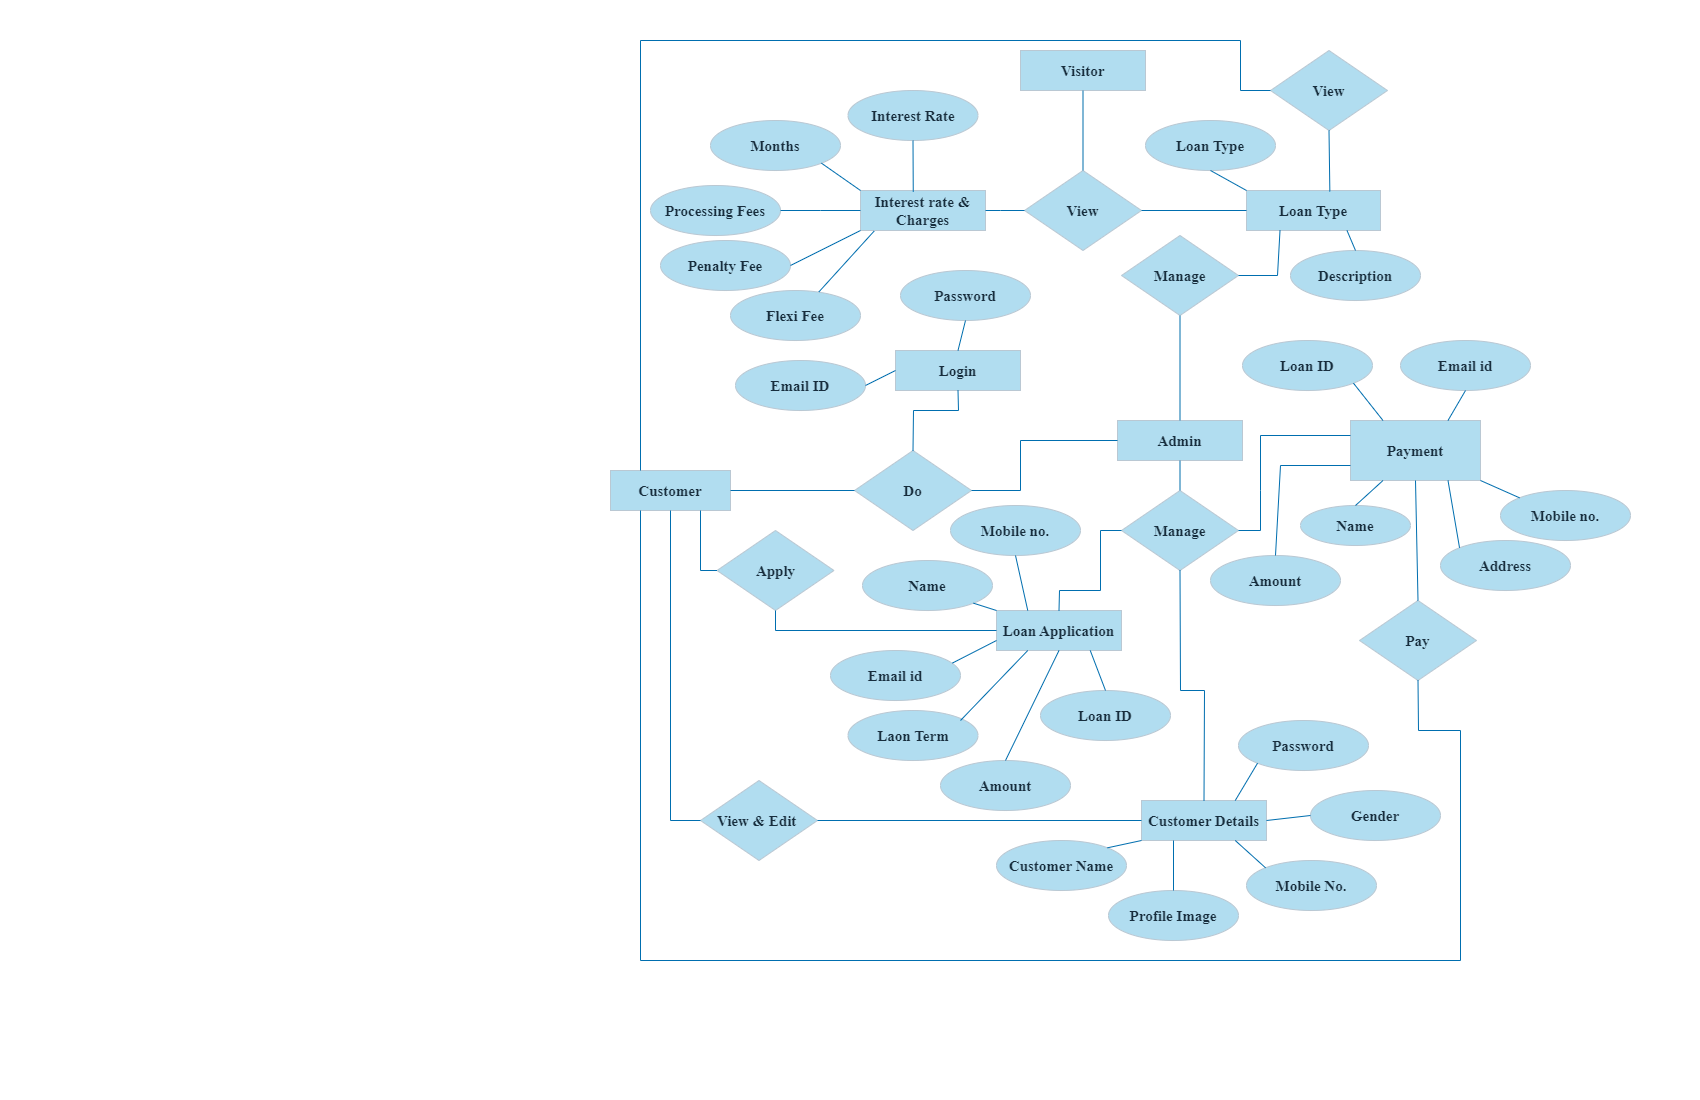 Visitor
View
Interest Rate
Months
Loan Type
Processing Fees
Interest rate &
Charges
View
Loan Type
Penalty Fee
Manage
Description
Password
Flexi Fee
Loan ID
Email id
Email ID
Login
Admin
Payment
Customer
Do
Mobile no.
Name
Mobile no.
Manage
Apply
Address
Amount
Name
Loan Application
Pay
Email id
Loan ID
Laon Term
Password
Amount
Gender
View & Edit
Customer Details
Customer Name
Mobile No.
Profile Image